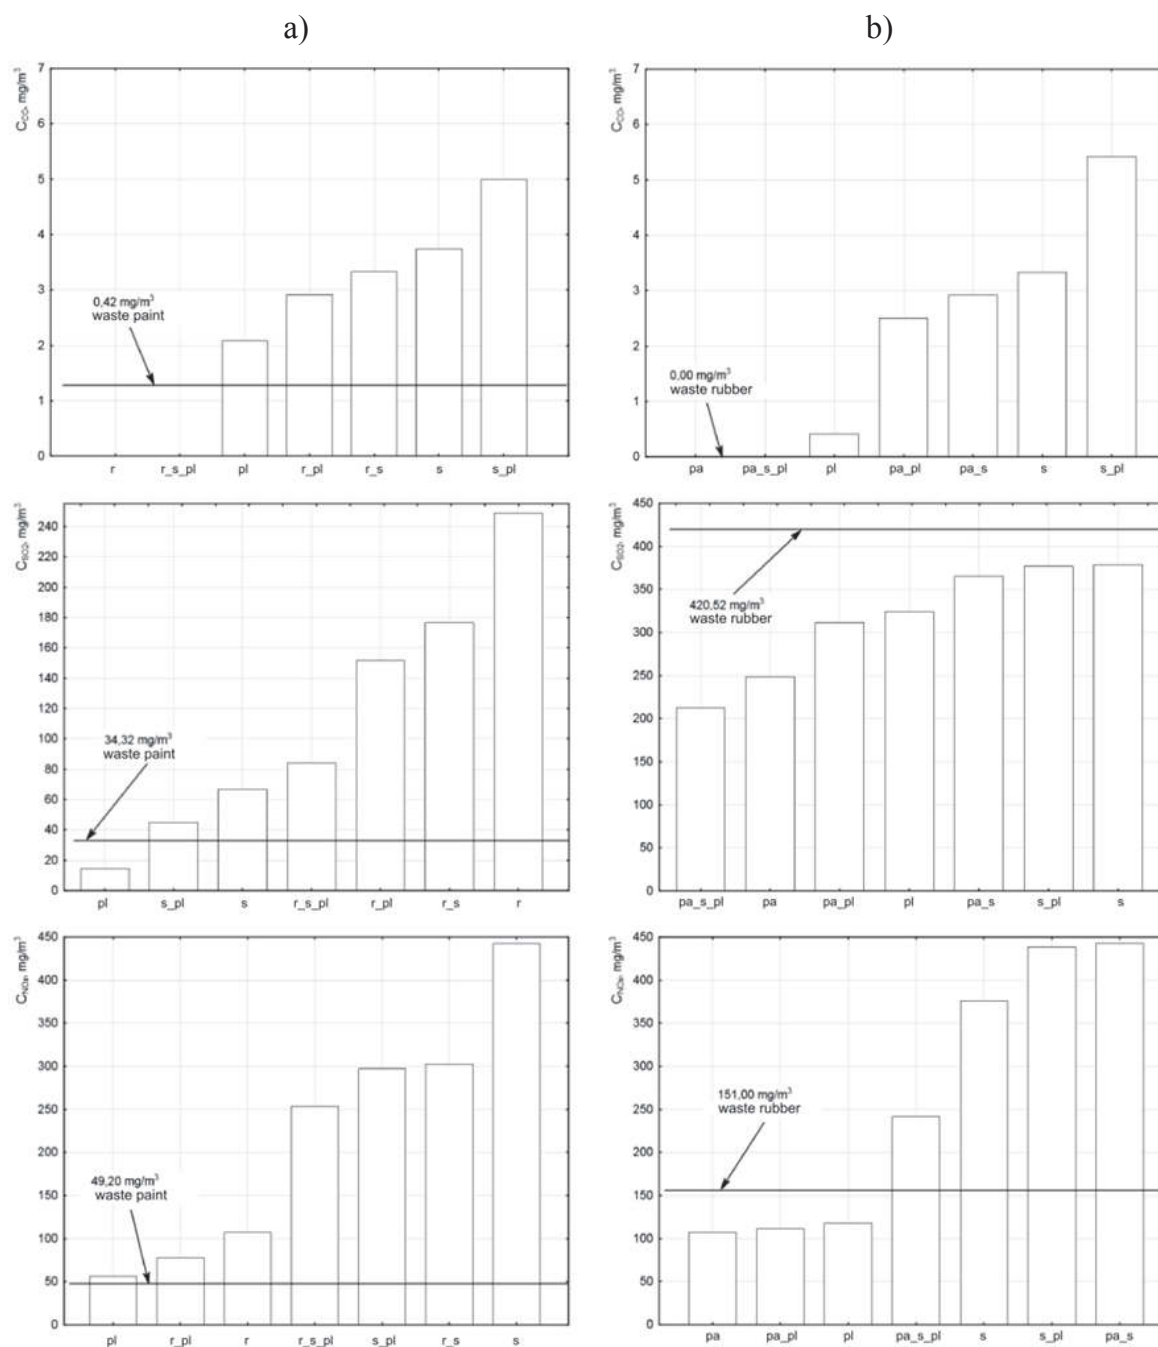 a)
b)
C_CO, mg/m³
7
6
5
4
3
2
1
0
0,42 mg/m³
waste paint
r r_s_pl pl r_pl r_s s s_pl
C_CO, mg/m³
7
6
5
4
3
2
1
0
0,00 mg/m³
waste rubber
pa pa_s_pl pl pa_pl pa_s s s_pl
C_SO2, mg/m³
240
220
200
180
160
140
120
100
80
60
40
20
0
34,32 mg/m³
waste paint
pl s_pl s r_s_pl r_pl r_s r
C_SO2, mg/m³
450
400
350
300
250
200
150
100
50
0
420,52 mg/m³
waste rubber
pa_s_pl pa pa_pl pl pa_s s_pl s
C_NOx, mg/m³
450
400
350
300
250
200
150
100
50
0
49,20 mg/m³
waste paint
pl r_pl r r_s_pl s_pl r_s s
C_NOx, mg/m³
450
400
350
300
250
200
150
100
50
0
151,00 mg/m³
waste rubber
pa pa_pl pl pa_s_pl s s_pl pa_s